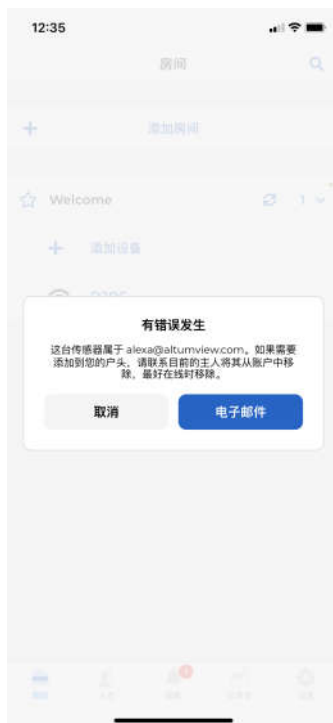 12:35
房间
添加房间
Welcome
1
添加设备
有错误发生
这台传感器属于 alexa@altumview.com。如果需要
添加到您的户头、请联系目前的主人将其从账户中移
除、最好在线时移除。
取消
电子邮件